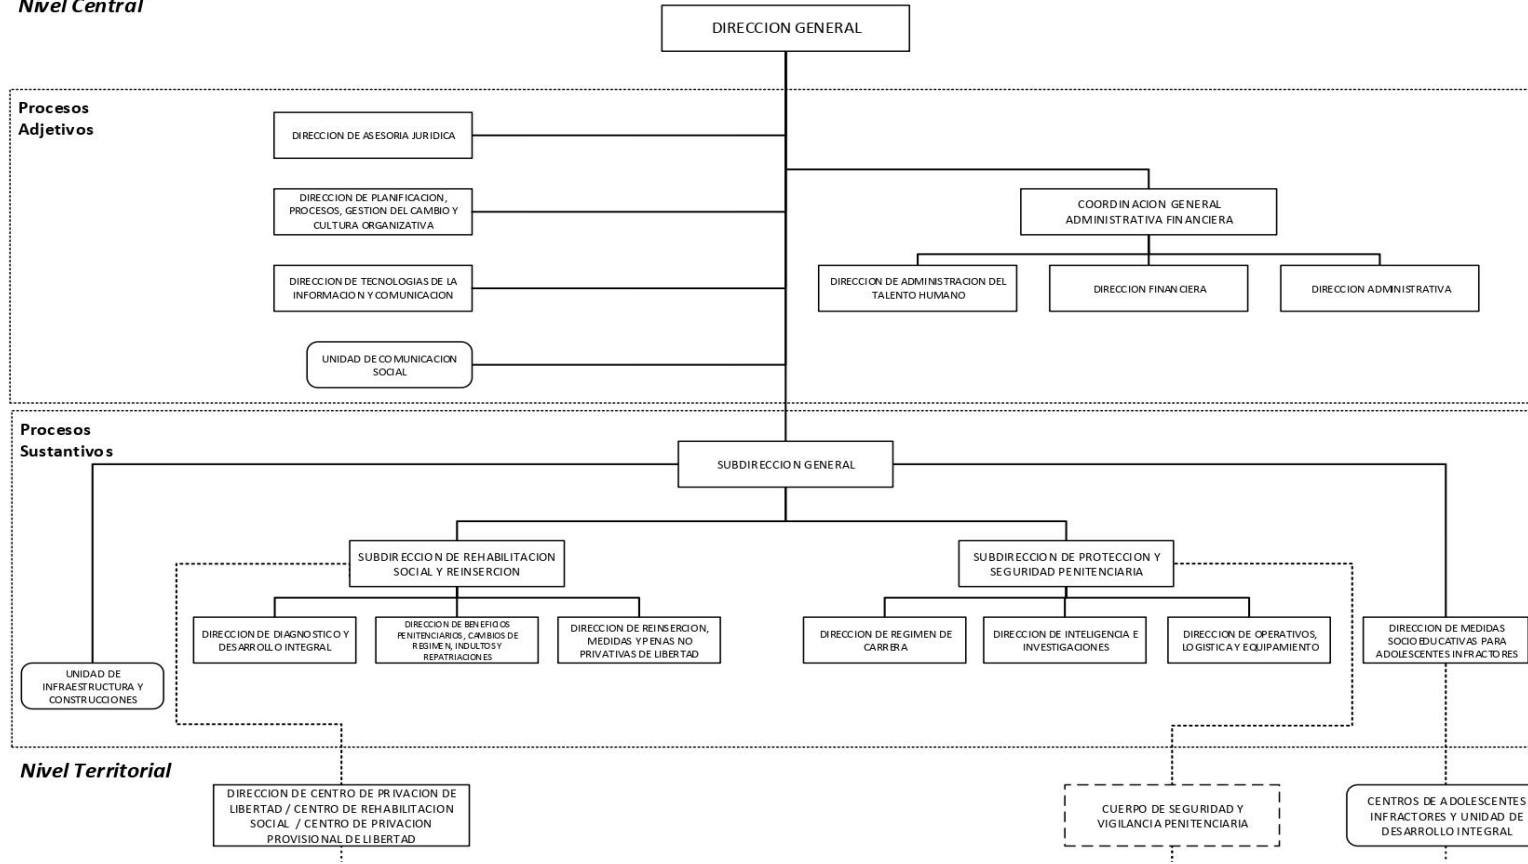 Nivel Central
DIRECCION GENERAL
Procesos
Adjetivos
DIRECCION DE ASESORIA JURIDICA
DIRECCION DE PLANIFICACION,
PROCESOS, GESTION DEL CAMBIO Y
CULTURA ORGANIZATIVA
DIRECCION DE TECNOLOGIAS DE LA
INFORMACION Y COMUNICACION
UNIDAD DE COMUNICACION
SOCIAL
COORDINACION GENERAL
ADMINISTRATIVA FINANCIERA
DIRECCION DE ADMINISTRACION DEL
TALENTO HUMANO
DIRECCION FINANCIERA
DIRECCION ADMINISTRATIVA
Procesos
Sustantivos
SUBDIRECCION GENERAL
SUBDIRECCION DE REHABILITACION
SOCIAL Y REINSERCION
SUBDIRECCION DE PROTECCION Y
SEGURIDAD PENITENCIARIA
UNIDAD DE
INFRAESTRUCTURA Y
CONSTRUCCIONES
DIRECCION DE DIAGNOSTICO Y
DESARROLLO INTEGRAL
DIRECCION DE BENEFICIOS
PENITENCIARIOS, CAMBIOS DE
REGIMEN, INDULTOS Y
REPATRIACIONES
DIRECCION DE REINSERCION,
MEDIDAS Y PENAS NO
PRIVATIVAS DE LIBERTAD
DIRECCION DE REGIMEN DE
CARRERA
DIRECCION DE INTELIGENCIA E
INVESTIGACIONES
DIRECCION DE OPERATIVOS,
LOGISTICA Y EQUIPAMIENTO
DIRECCION DE MEDIDAS
SOCIOEDUCATIVAS PARA
ADOLESCENTES INFRACTORES
Nivel Territorial
DIRECCION DE CENTRO DE PRIVACION DE
LIBERTAD / CENTRO DE REHABILITACION
SOCIAL / CENTRO DE PRIVACION
PROVISIONAL DE LIBERTAD
CUERPO DE SEGURIDAD Y
VIGILANCIA PENITENCIARIA
CENTROS DE ADOLESCENTES
INFRACTORES Y UNIDAD DE
DESARROLLO INTEGRAL